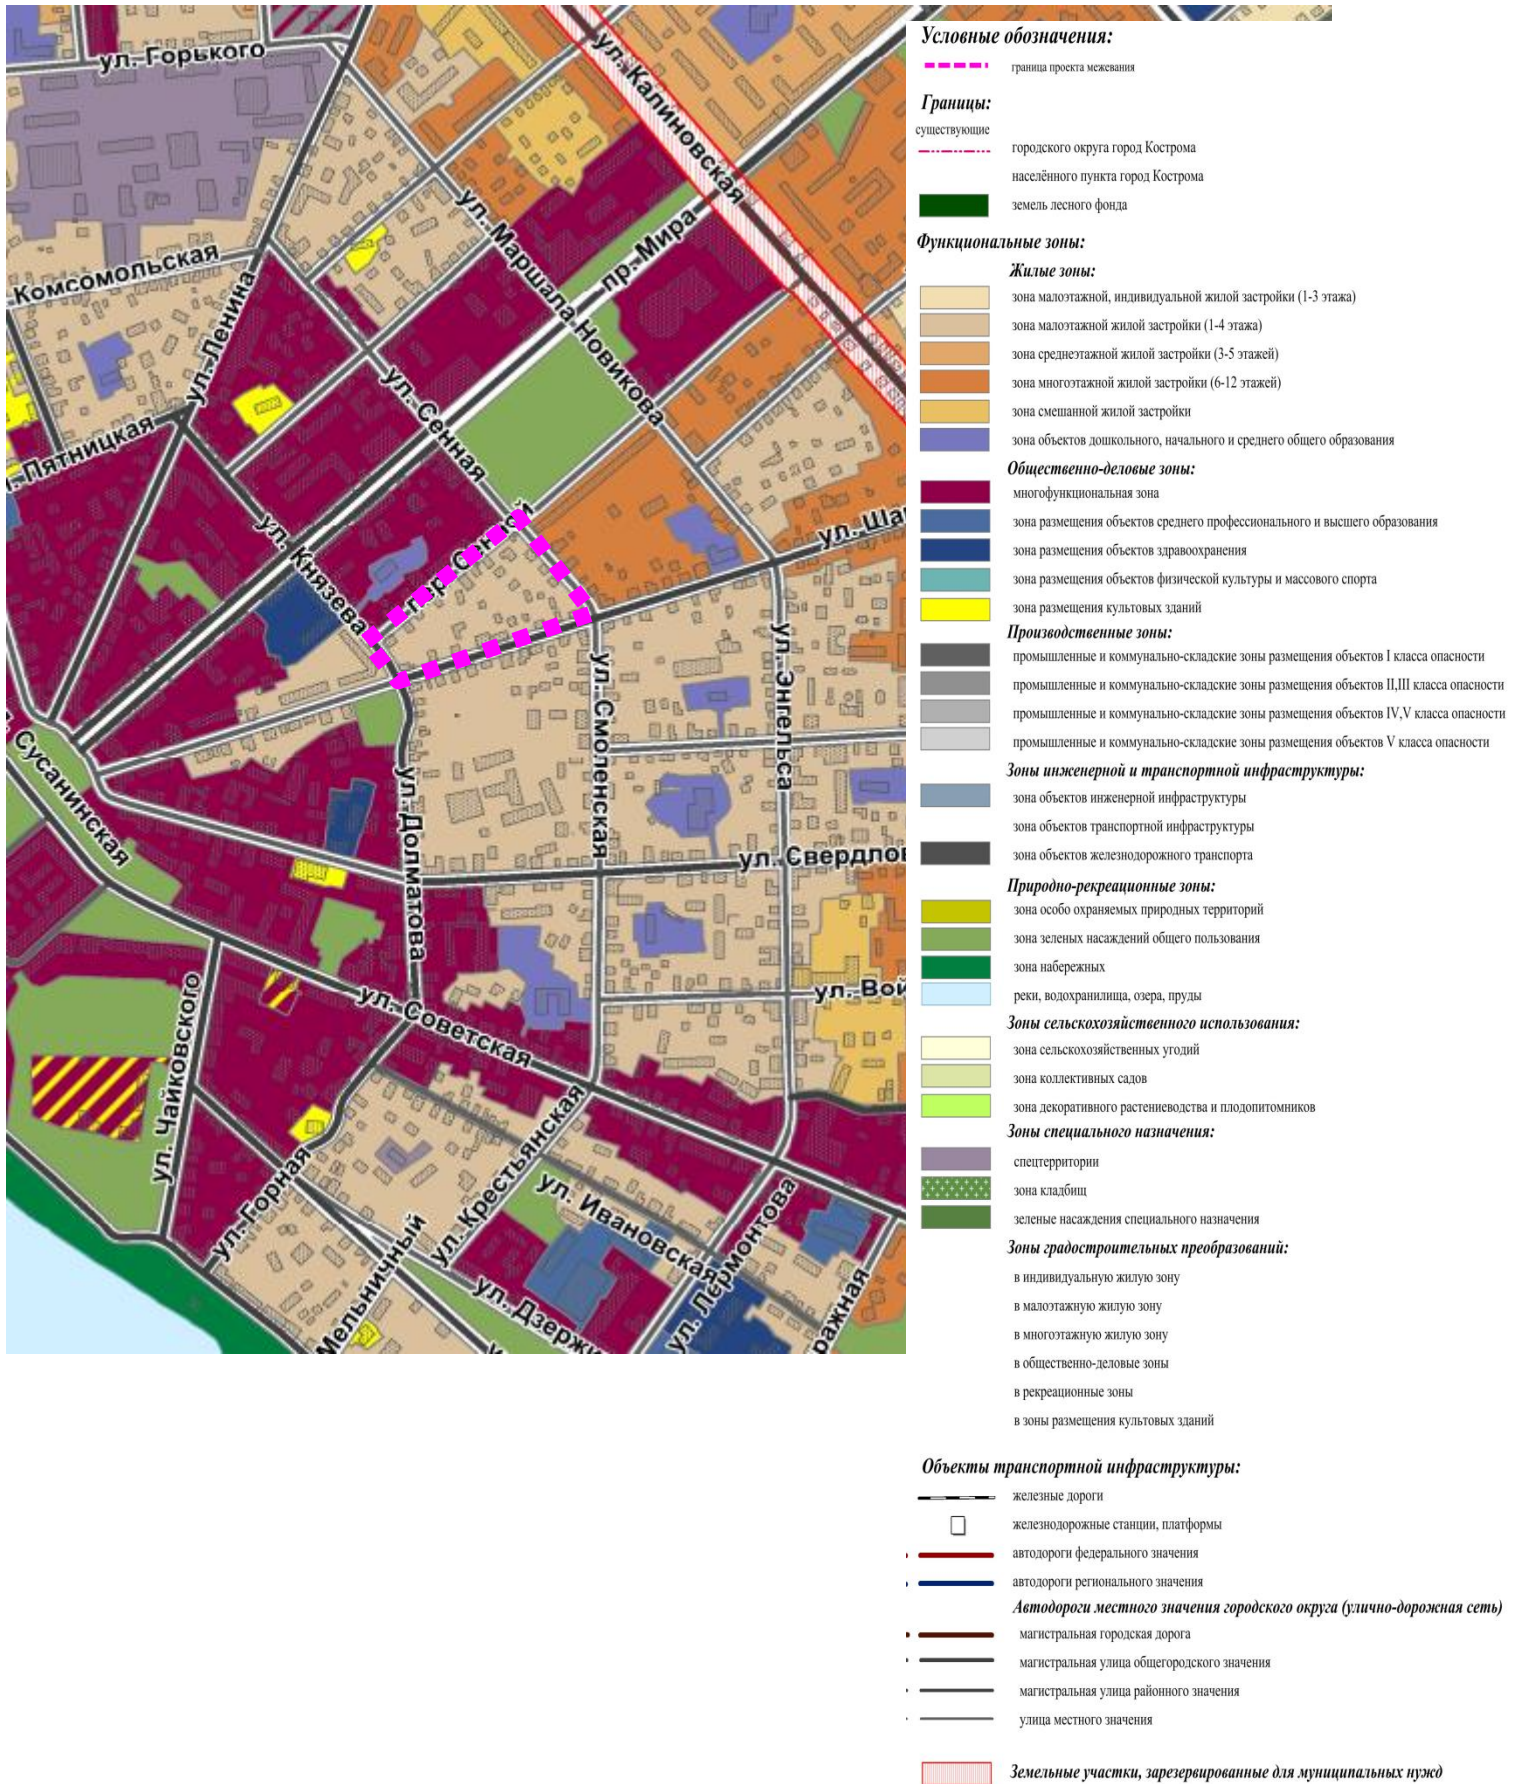 ул. Горького
ул. Калиновская
ул. Маршала Новикова
пр. Мира
Комсомольская
ул. Ленина
ул. Сенная
Пятницкая
ул. Князева
ул. Ша
ул. Смоленская
ул. Энгельса
Сусанинская
ул. Долматова
ул. Свердлов
ул. Вой
ул. Советская
ул. Чайковского
ул. Горная
ул. Крестьянская
ул. Ивановская
ул. Лермонтова
Мельничный
ул. Дзержи
ражная
Условные обозначения:
граница проекта межевания
Границы:
существующие
городского округа город Кострома
населённого пункта город Кострома
земель лесного фонда
Функциональные зоны:
Жилые зоны:
зона малоэтажной, индивидуальной жилой застройки (1-3 этажа)
зона малоэтажной жилой застройки (1-4 этажа)
зона среднеэтажной жилой застройки (3-5 этажей)
зона многоэтажной жилой застройки (6-12 этажей)
зона смешанной жилой застройки
зона объектов дошкольного, начального и среднего общего образования
Общественно-деловые зоны:
многофункциональная зона
зона размещения объектов среднего профессионального и высшего образования
зона размещения объектов здравоохранения
зона размещения объектов физической культуры и массового спорта
зона размещения культовых зданий
Производственные зоны:
промышленные и коммунально-складские зоны размещения объектов I класса опасности
промышленные и коммунально-складские зоны размещения объектов II,III класса опасности
промышленные и коммунально-складские зоны размещения объектов IV,V класса опасности
промышленные и коммунально-складские зоны размещения объектов V класса опасности
Зоны инженерной и транспортной инфраструктуры:
зона объектов инженерной инфраструктуры
зона объектов транспортной инфраструктуры
зона объектов железнодорожного транспорта
Природно-рекреационные зоны:
зона особо охраняемых природных территорий
зона зеленых насаждений общего пользования
зона набережных
реки, водохранилища, озера, пруды
Зоны сельскохозяйственного использования:
зона сельскохозяйственных угодий
зона коллективных садов
зона декоративного растениеводства и плодопитомников
Зоны специального назначения:
спецтерритории
зона кладбищ
зеленые насаждения специального назначения
Зоны градостроительных преобразований:
в индивидуальную жилую зону
в малоэтажную жилую зону
в многоэтажную жилую зону
в общественно-деловые зоны
в рекреационные зоны
в зоны размещения культовых зданий
Объекты транспортной инфраструктуры:
железные дороги
железнодорожные станции, платформы
автодороги федерального значения
автодороги регионального значения
Автодороги местного значения городского округа (улично-дорожная сеть)
магистральная городская дорога
магистральная улица общегородского значения
магистральная улица районного значения
улица местного значения
Земельные участки, зарезервированные для муниципальных нужд